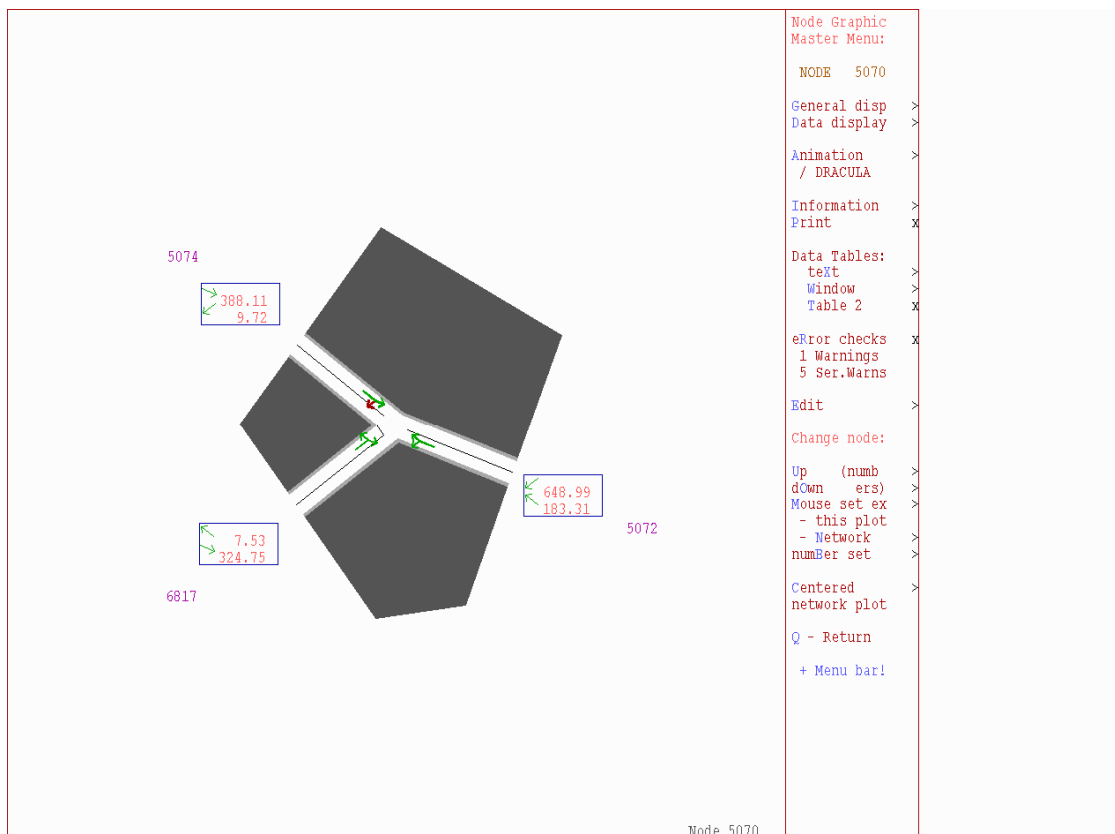 5074
388.11
9.72
648.99
183.31
5072
7.53
324.75
6817
Node 5070
Node Graphic
Master Menu:
NODE 5070
General disp >
Data display >
Animation >
/ DRACULA
Information >
Print x
Data Tables:
teXt >
Window >
Table 2 x
eRror checks x
1 Warnings
5 Ser.Warns
Edit >
Change node:
Up (numb >
dOwn ers) >
Mouse set ex >
- this plot
- Network >
numBer set >
Centered >
network plot
Q - Return
+ Menu bar!